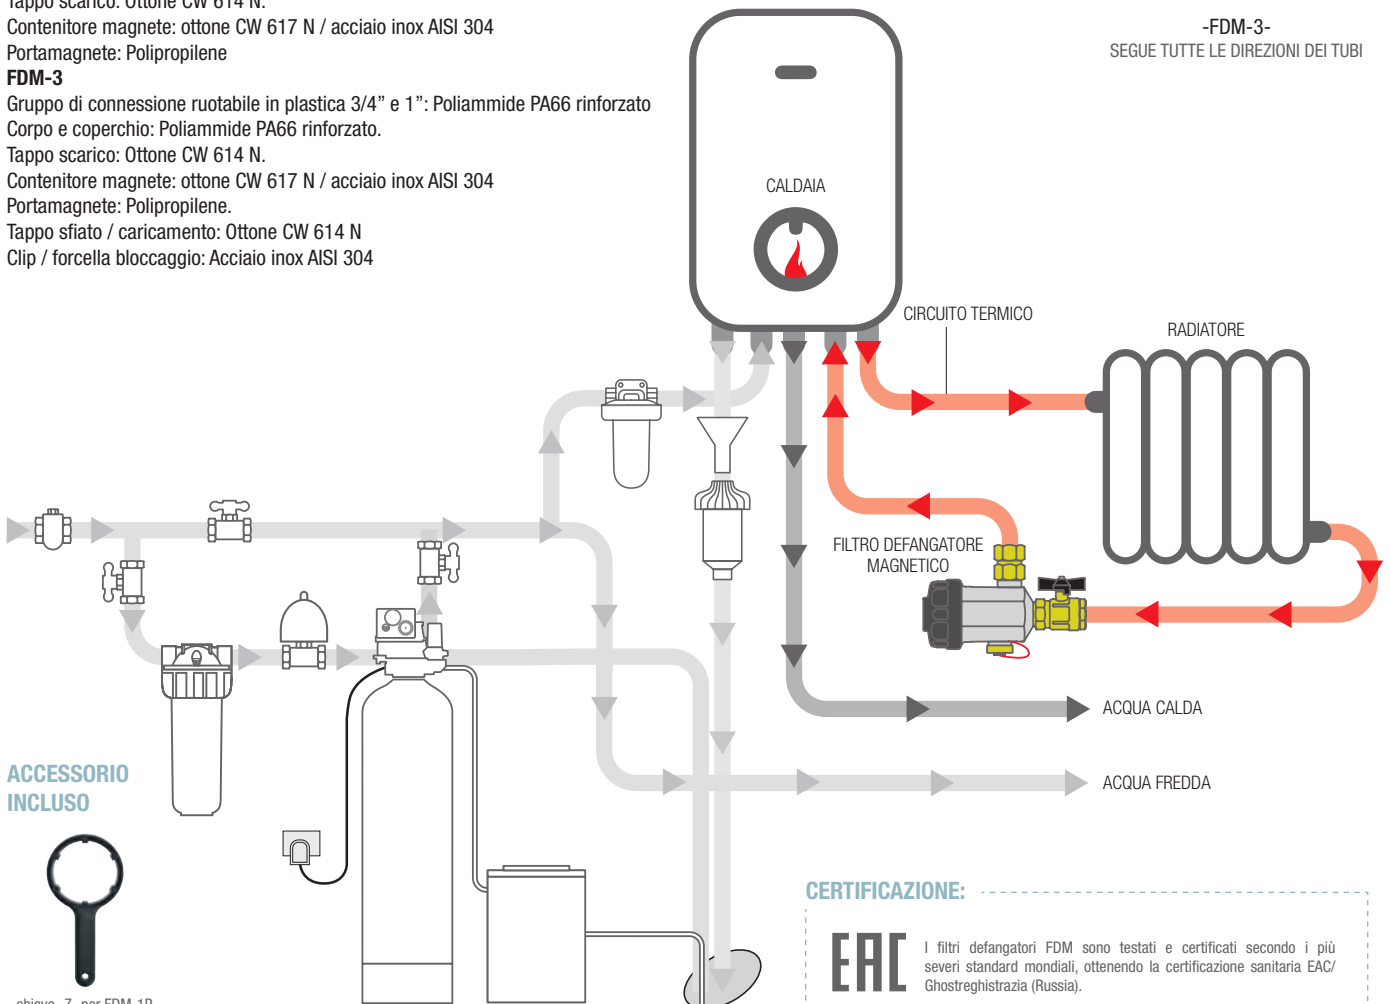 Tappo scarico: Ottone CW 614 N.
Contenitore magnete: ottone CW 617 N / acciaio inox AISI 304
Portamagnete: Polipropilene
FDM-3
Gruppo di connessione ruotabile in plastica 3/4” e 1”: Poliammide PA66 rinforzato
Corpo e coperchio: Poliammide PA66 rinforzato.
Tappo scarico: Ottone CW 614 N.
Contenitore magnete: ottone CW 617 N / acciaio inox AISI 304
Portamagnete: Polipropilene.
Tappo sfiato / caricamento: Ottone CW 614 N
Clip / forcella bloccaggio: Acciaio inox AISI 304
-FDM-3-
SEGUE TUTTE LE DIREZIONI DEI TUBI
CALDAIA
CIRCUITO TERMICO
RADIATORE
FILTRO DEFANGATORE
MAGNETICO
ACQUA CALDA
ACQUA FREDDA
ACCESSORIO
INCLUSO
chiave -Z- per FDM-1P
CERTIFICAZIONE:
EAC
I filtri defangatori FDM sono testati e certificati secondo i più
severi standard mondiali, ottenendo la certificazione sanitaria EAC/
Ghostreghistrazia (Russia).